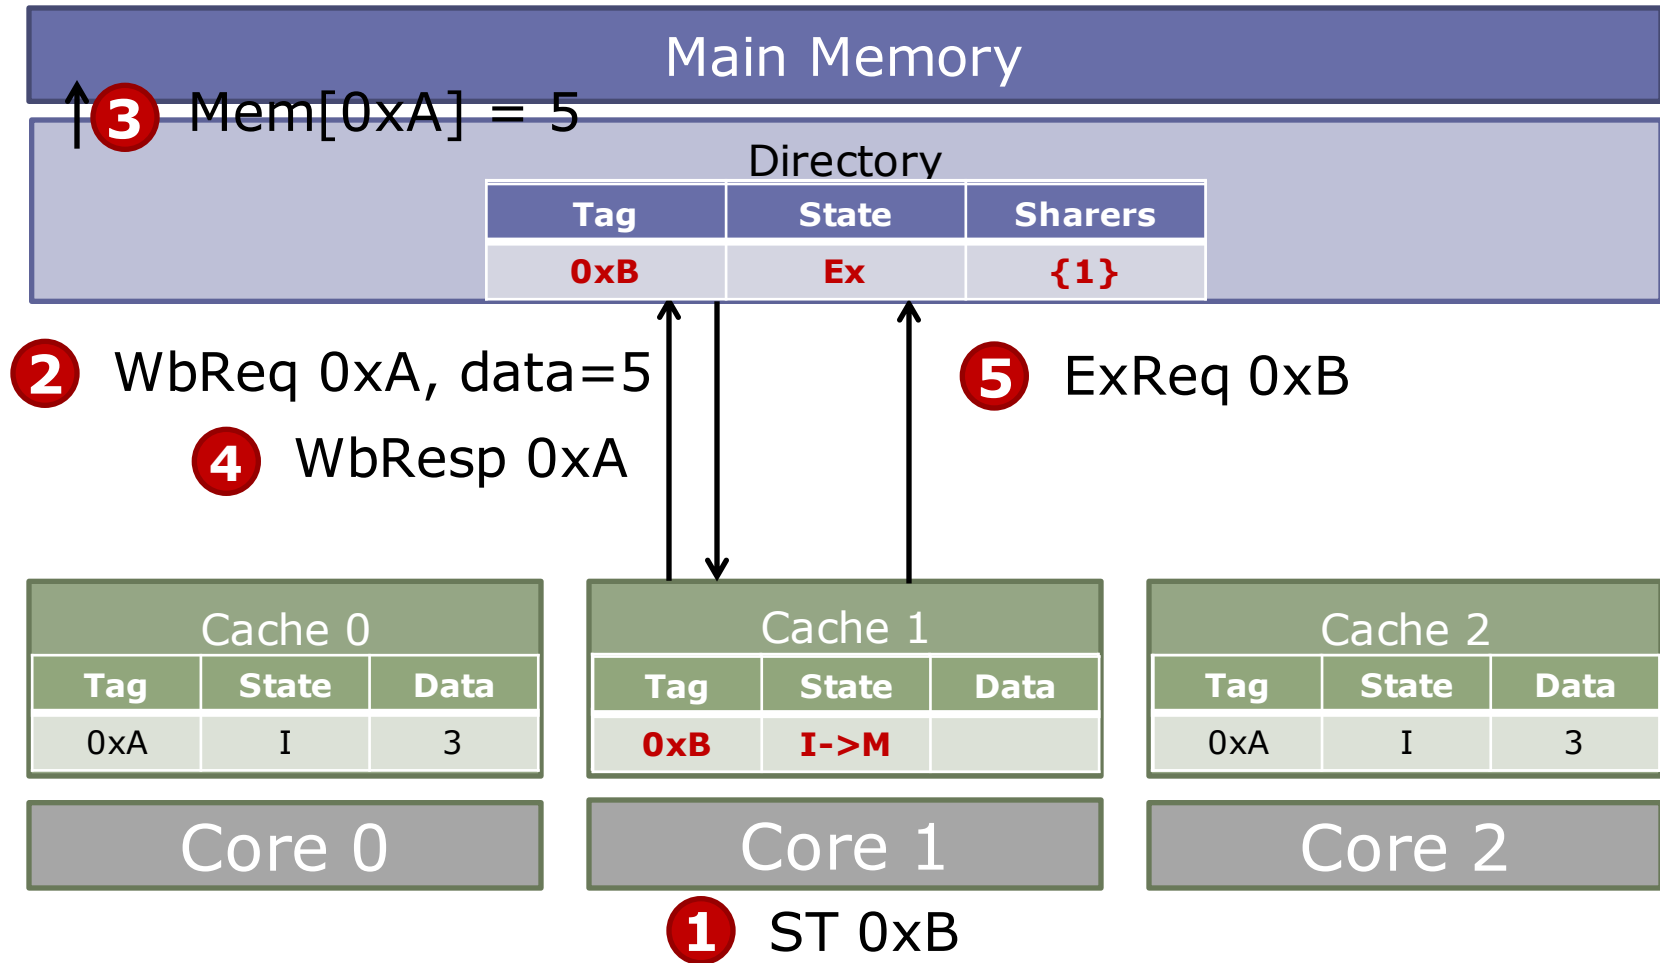 Main Memory
3 Mem[0xA] = 5
Directory
Tag State Sharers
0xB Ex {1}
2 WbReq 0xA, data=5
5 ExReq 0xB
4 WbResp 0xA
Cache 0
Tag State Data
0xA I 3
Cache 1
Tag State Data
0xB I->M
Cache 2
Tag State Data
0xA I 3
Core 0
Core 1
Core 2
1 ST 0xB